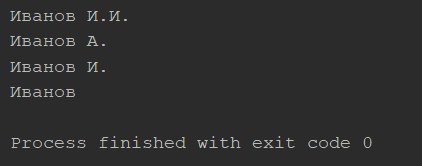 Иванов И.И.
Иванов А.
Иванов И.
Иванов
Process finished with exit code 0